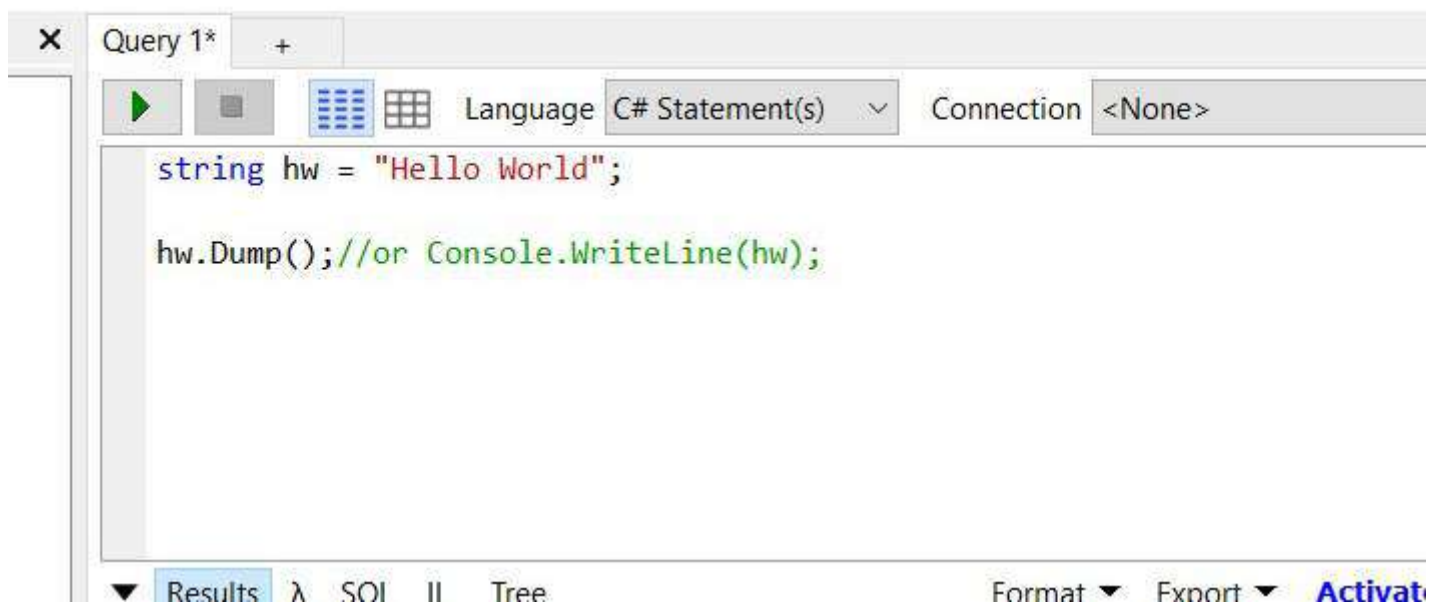 Query 1* +
Language C# Statement(s) Connection <None>
string hw = "Hello World";
hw.Dump();//or Console.WriteLine(hw);
Results λ SQL IL Tree Format Export